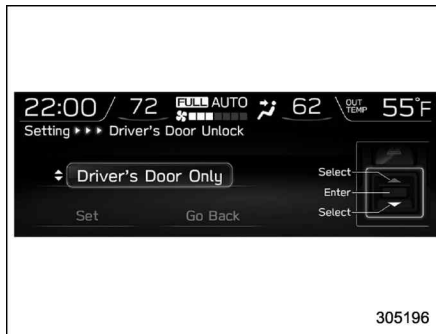 22:00 72 FULL AUTO 62 OUT TEMP 55°F
Setting ▸▸▸ Driver's Door Unlock
Driver's Door Only
Select
Enter
Select
Set Go Back
305196